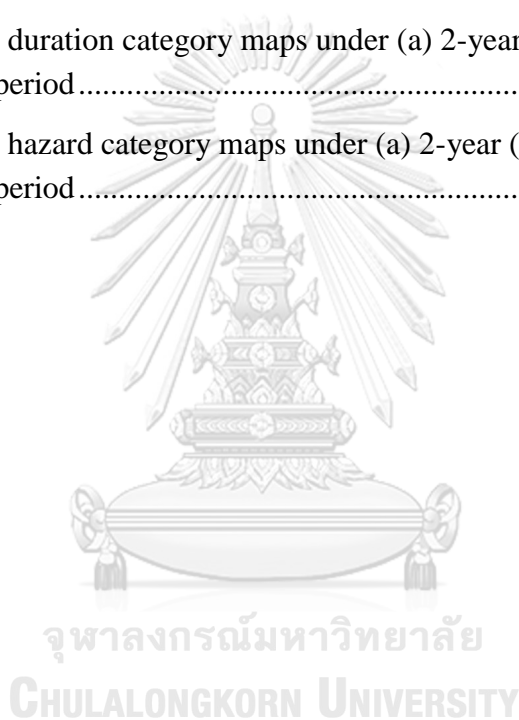 duration category maps under (a) 2-year
period......................................................
hazard category maps under (a) 2-year (
period......................................................
จุฬาลงกรณ์มหาวิทยาลัย
CHULALONGKORN UNIVERSITY